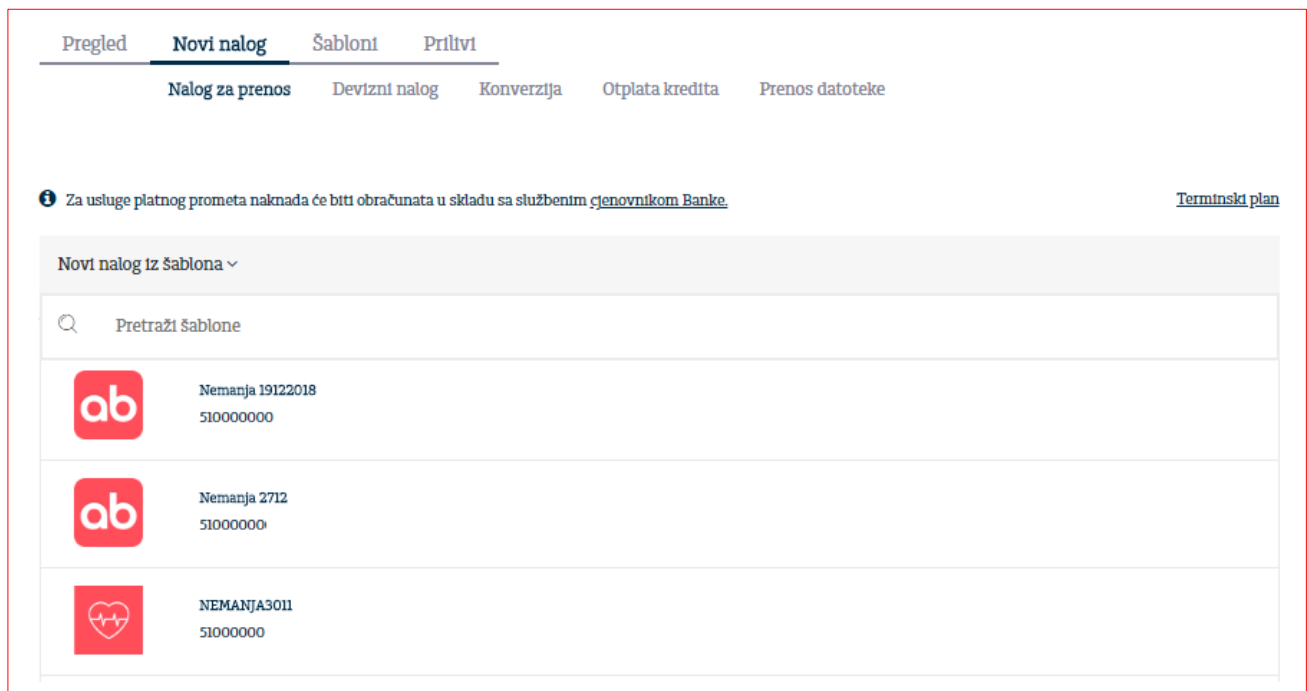 Pregled Novi nalog Šabloni Prilivi
Nalog za prenos Devizni nalog Konverzija Otplata kredita Prenos datoteke
Za usluge platnog prometa naknada će biti obračunata u skladu sa službenim cjenovnikom Banke. Terminski plan
Novi nalog iz šablona
Pretraži šablone
ab
Nemanja 19122018
510000000
ab
Nemanja 2712
51000000
NEMANJA3011
51000000